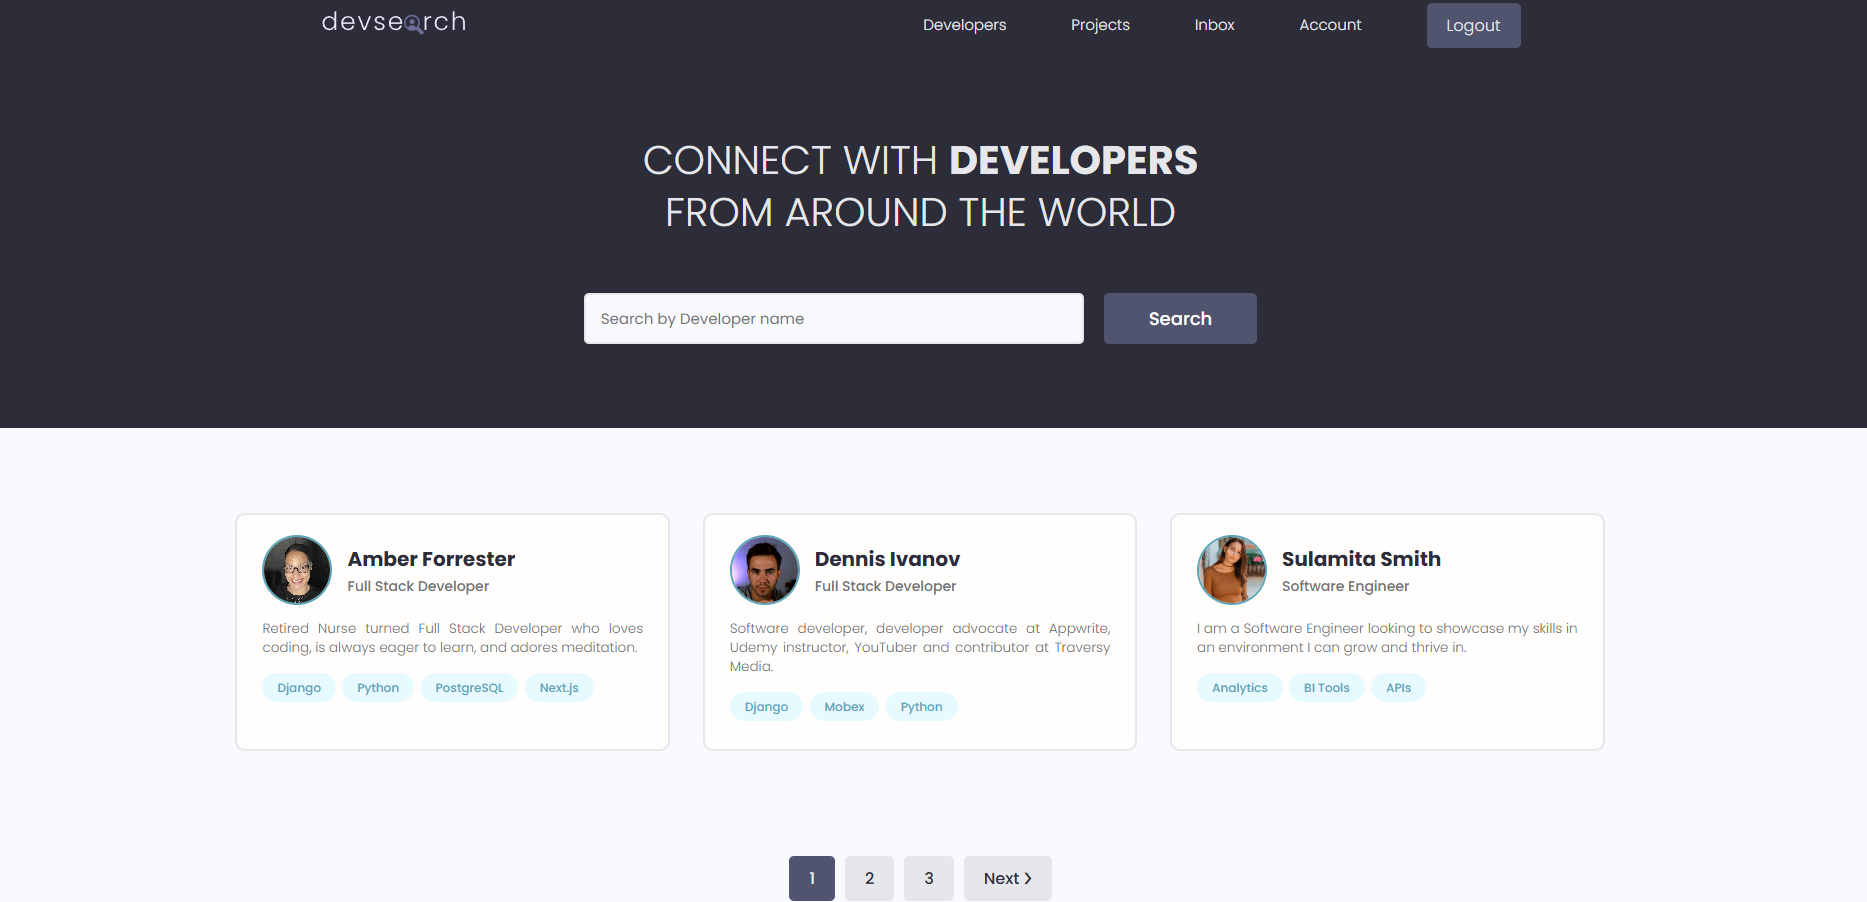 devsearch
Developers
Projects
Inbox
Account
Logout
CONNECT WITH DEVELOPERS
FROM AROUND THE WORLD
Search by Developer name
Search
Amber Forrester
Full Stack Developer
Retired Nurse turned Full Stack Developer who loves
coding, is always eager to learn, and adores meditation.
Django
Python
PostgreSQL
Next.js
Dennis Ivanov
Full Stack Developer
Software developer, developer advocate at Appwrite,
Udemy instructor, YouTuber and contributor at Traversy
Media.
Django
Mobex
Python
Sulamita Smith
Software Engineer
I am a Software Engineer looking to showcase my skills in
an environment I can grow and thrive in.
Analytics
BI Tools
APIs
1
2
3
Next ❯